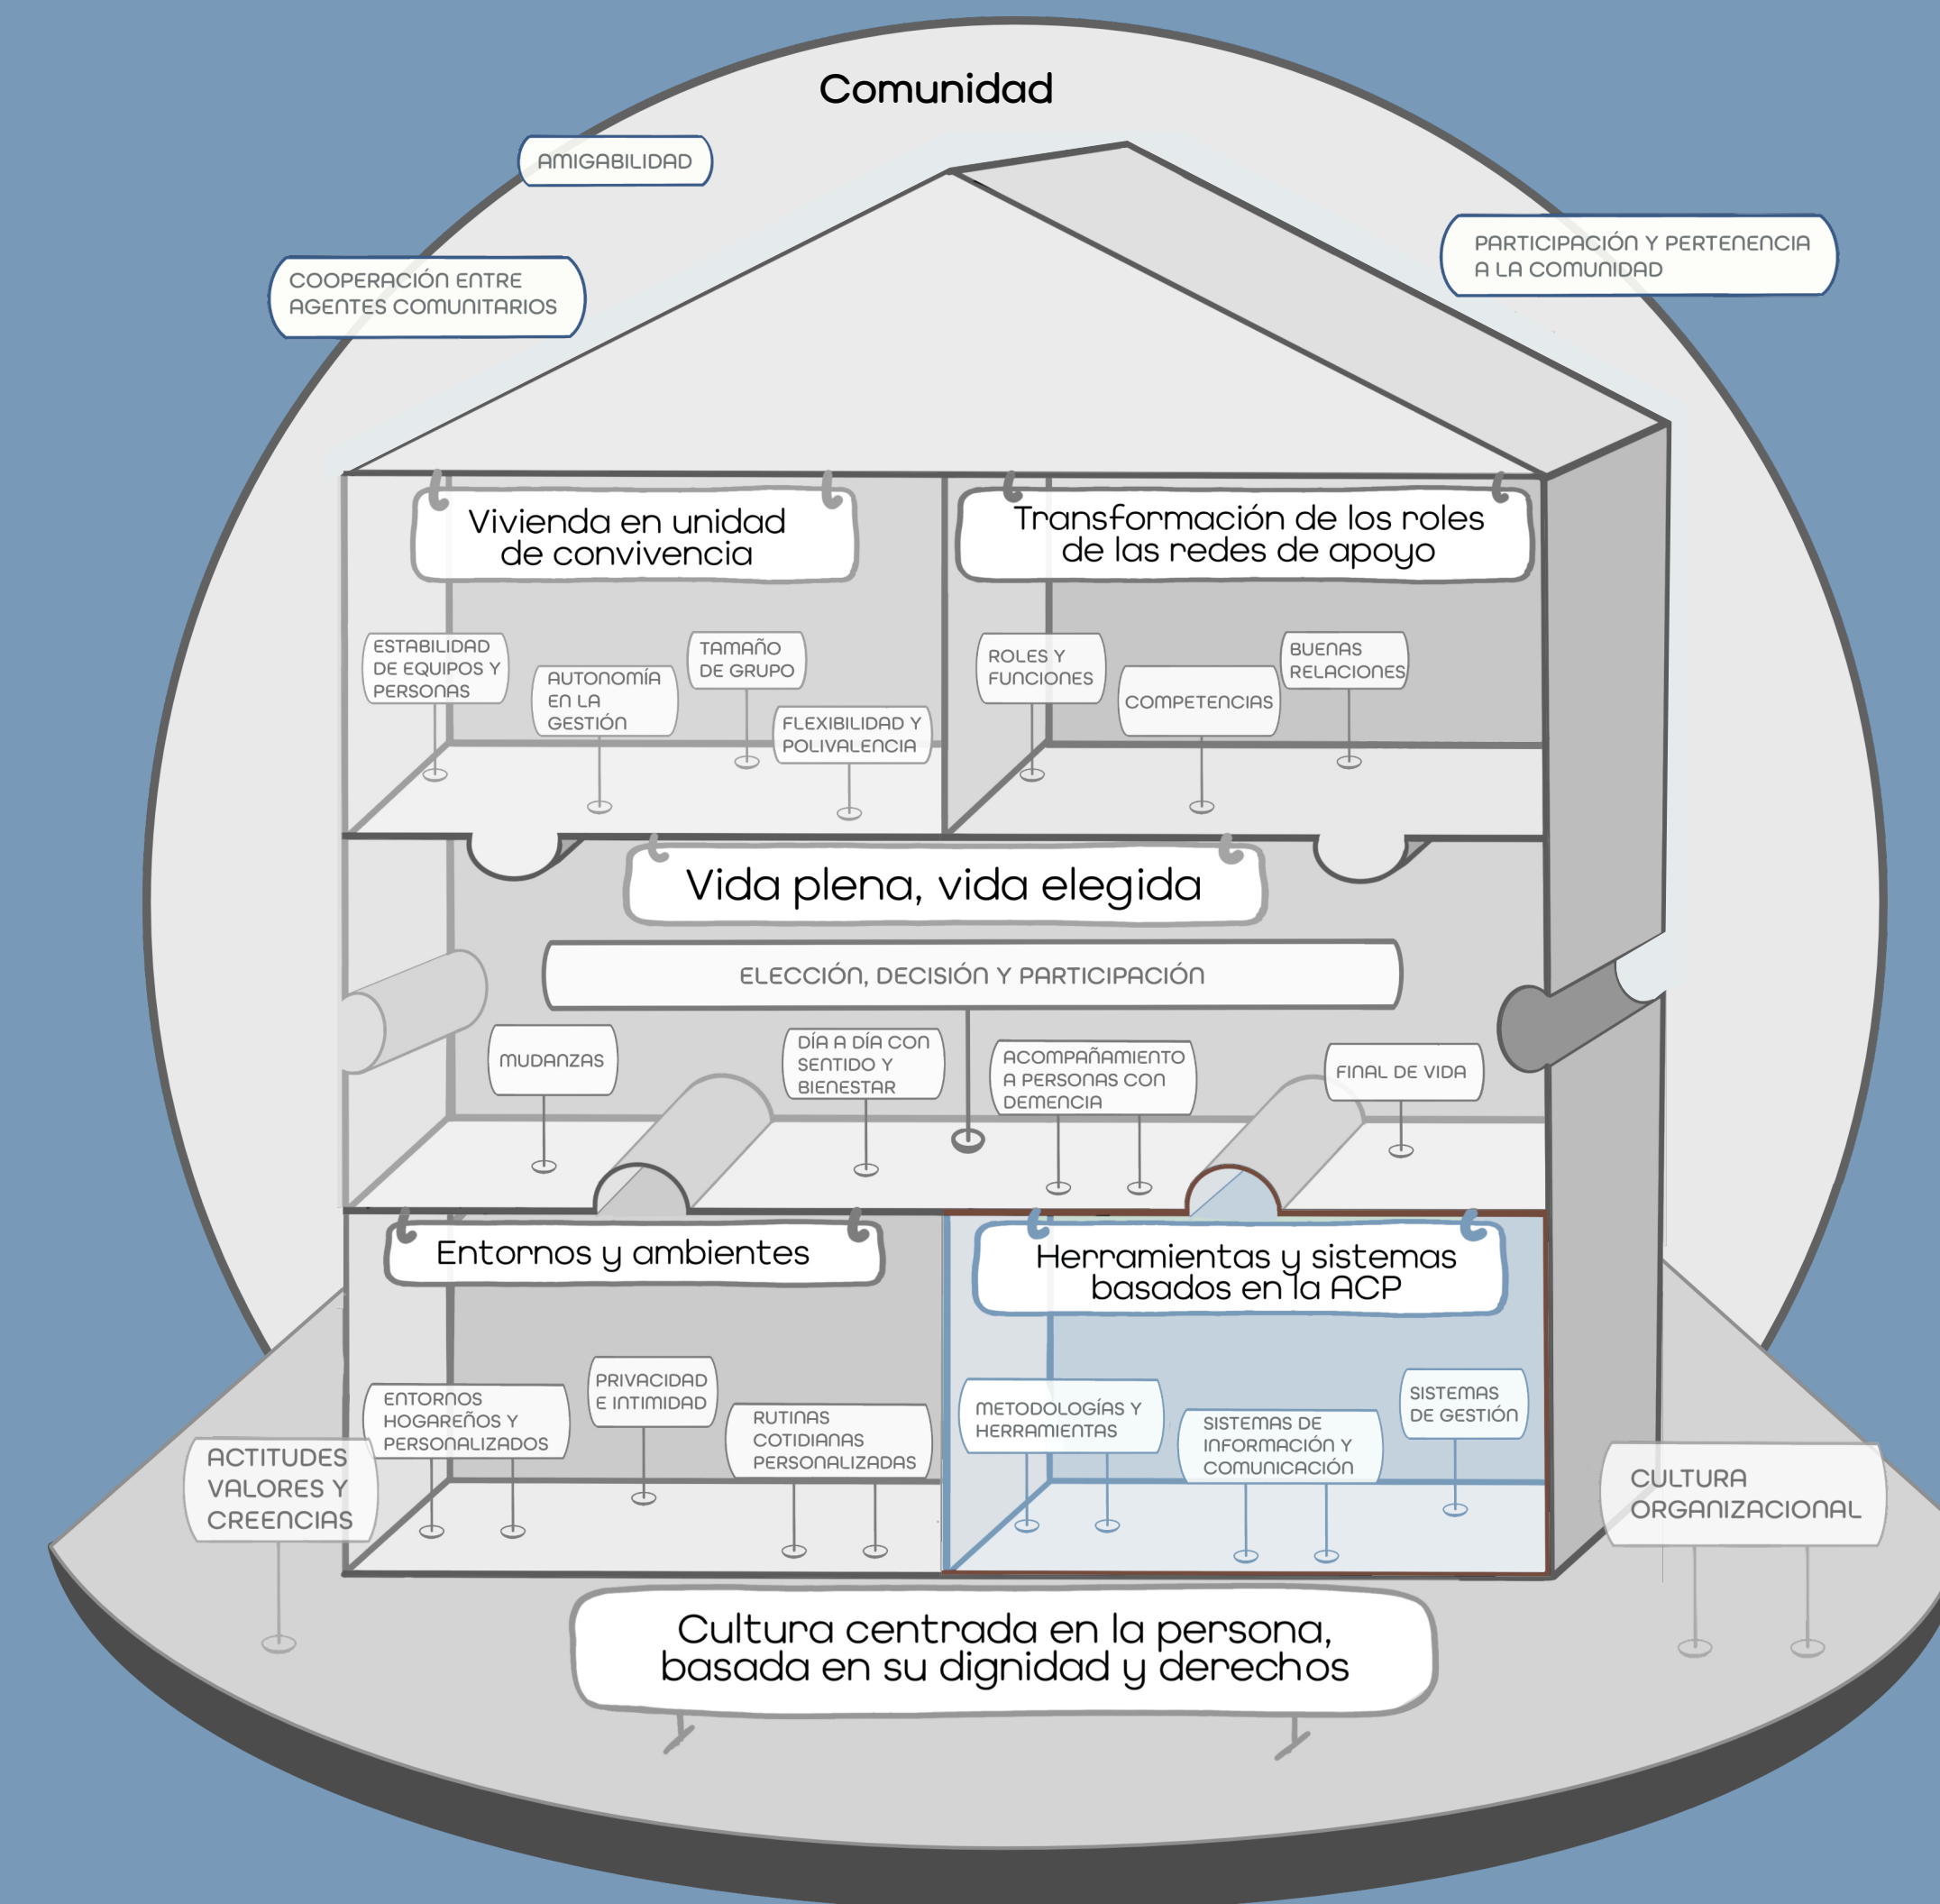 Comunidad
AMIGABILIDAD
COOPERACIÓN ENTRE
AGENTES COMUNITARIOS
PARTICIPACIÓN Y PERTENENCIA
A LA COMUNIDAD
Vivienda en unidad
de convivencia
ESTABILIDAD
DE EQUIPOS Y
PERSONAS
AUTONOMÍA
EN LA
GESTIÓN
TAMAÑO
DE GRUPO
FLEXIBILIDAD Y
POLIVALENCIA
Transformación de los roles
de las redes de apoyo
ROLES Y
FUNCIONES
COMPETENCIAS
BUENAS
RELACIONES
Vida plena, vida elegida
ELECCIÓN, DECISIÓN Y PARTICIPACIÓN
MUDANZAS
DÍA A DÍA CON
SENTIDO Y
BIENESTAR
ACOMPAÑAMIENTO
A PERSONAS CON
DEMENCIA
FINAL DE VIDA
Entornos y ambientes
ENTORNOS
HOGAREÑOS Y
PERSONALIZADOS
PRIVACIDAD
E INTIMIDAD
RUTINAS
COTIDIANAS
PERSONALIZADAS
Herramientas y sistemas
basados en la ACP
METODOLOGÍAS Y
HERRAMIENTAS
SISTEMAS DE
INFORMACIÓN Y
COMUNICACIÓN
SISTEMAS
DE GESTIÓN
ACTITUDES
VALORES Y
CREENCIAS
CULTURA
ORGANIZACIONAL
Cultura centrada en la persona,
basada en su dignidad y derechos